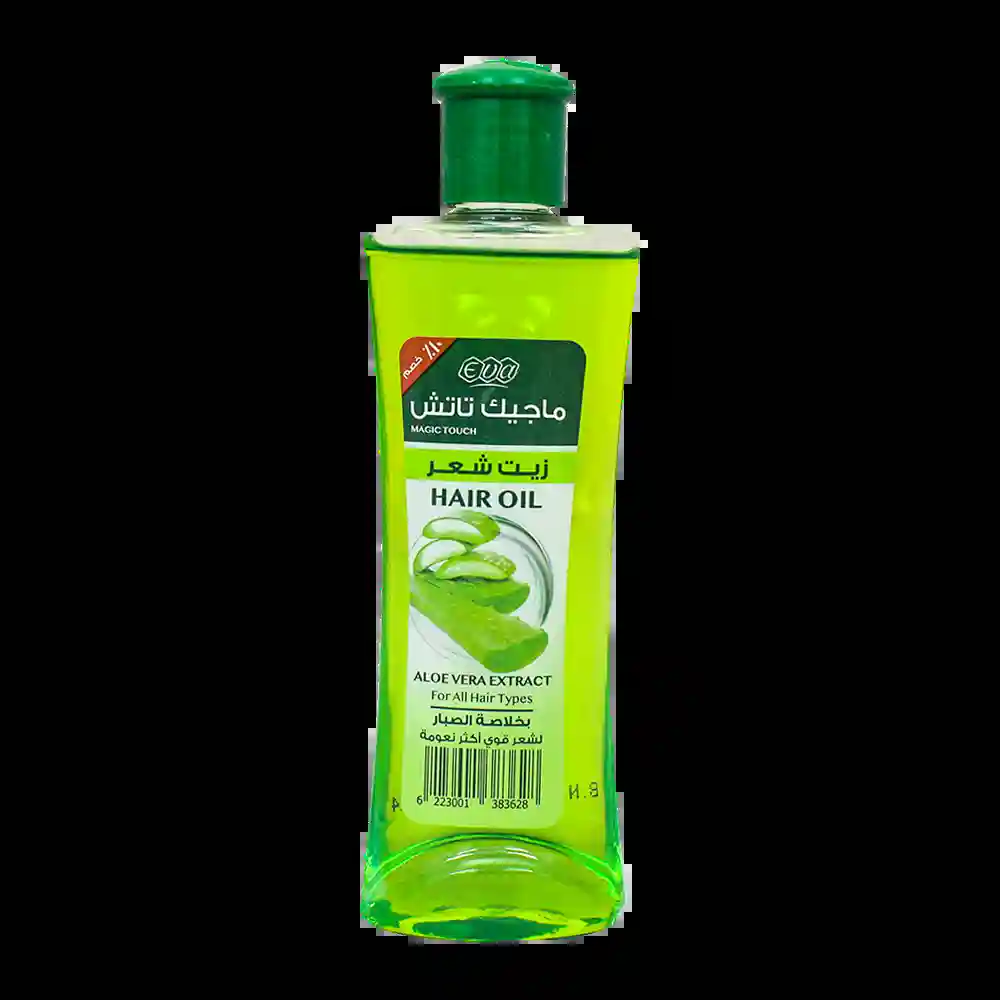 ٪١٠ خصم
EVA
ماجيك تاتش
MAGIC TOUCH
زيت شعر
HAIR OIL
ALOE VERA EXTRACT
For All Hair Types
بخلاصة الصبار
لشعر قوي أكثر نعومة
6 223001 383628
B.N